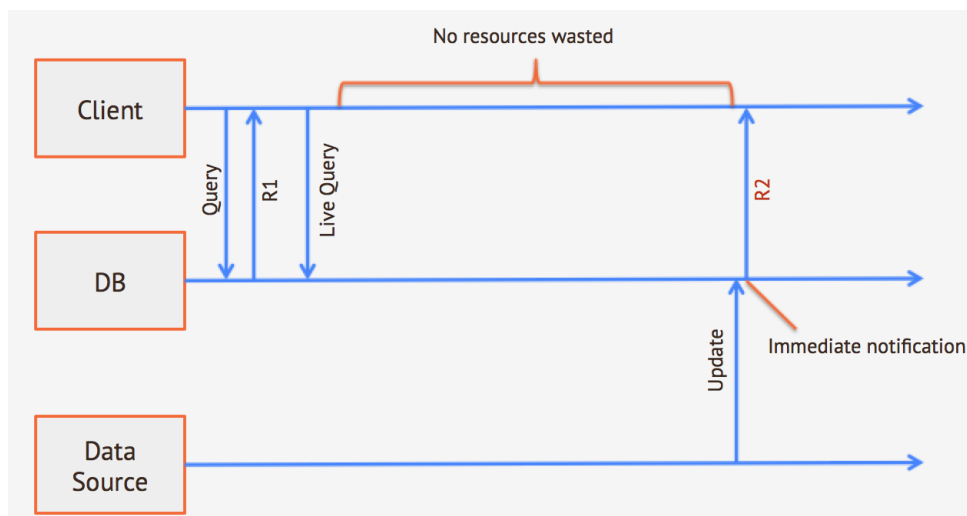 No resources wasted
Client
Query
R1
Live Query
R2
DB
Immediate notification
Update
Data
Source